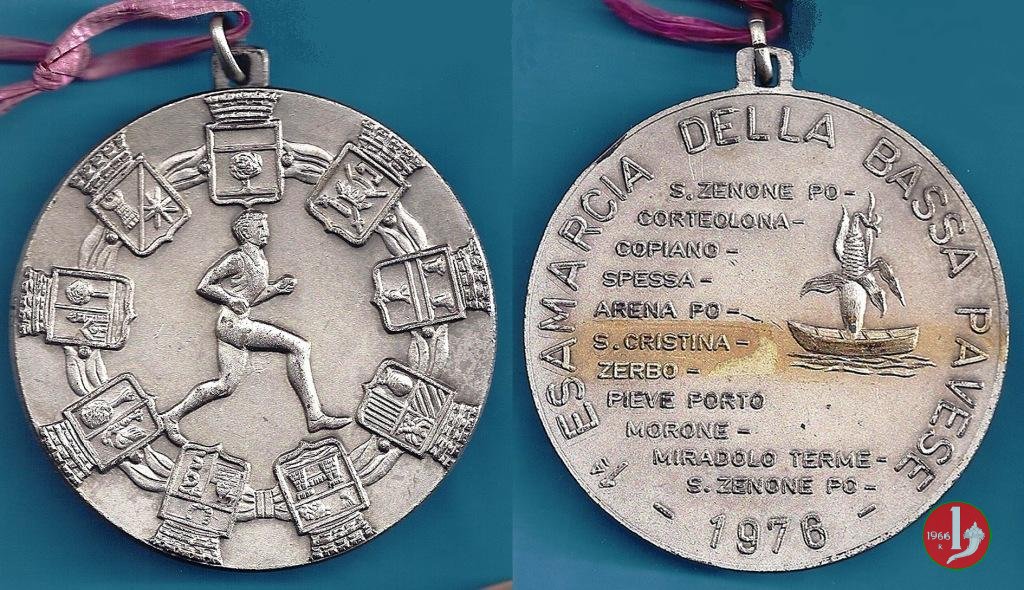 1ª ESAMARCIA DELLA BASSA PAVESE
S. ZENONE PO -
CORTEOLONA -
COPIANO -
SPESSA -
ARENA PO -
S. CRISTINA -
ZERBO -
PIEVE PORTO
MORONE -
MIRADOLO TERME -
S. ZENONE PO -
- 1976 -
1966
K